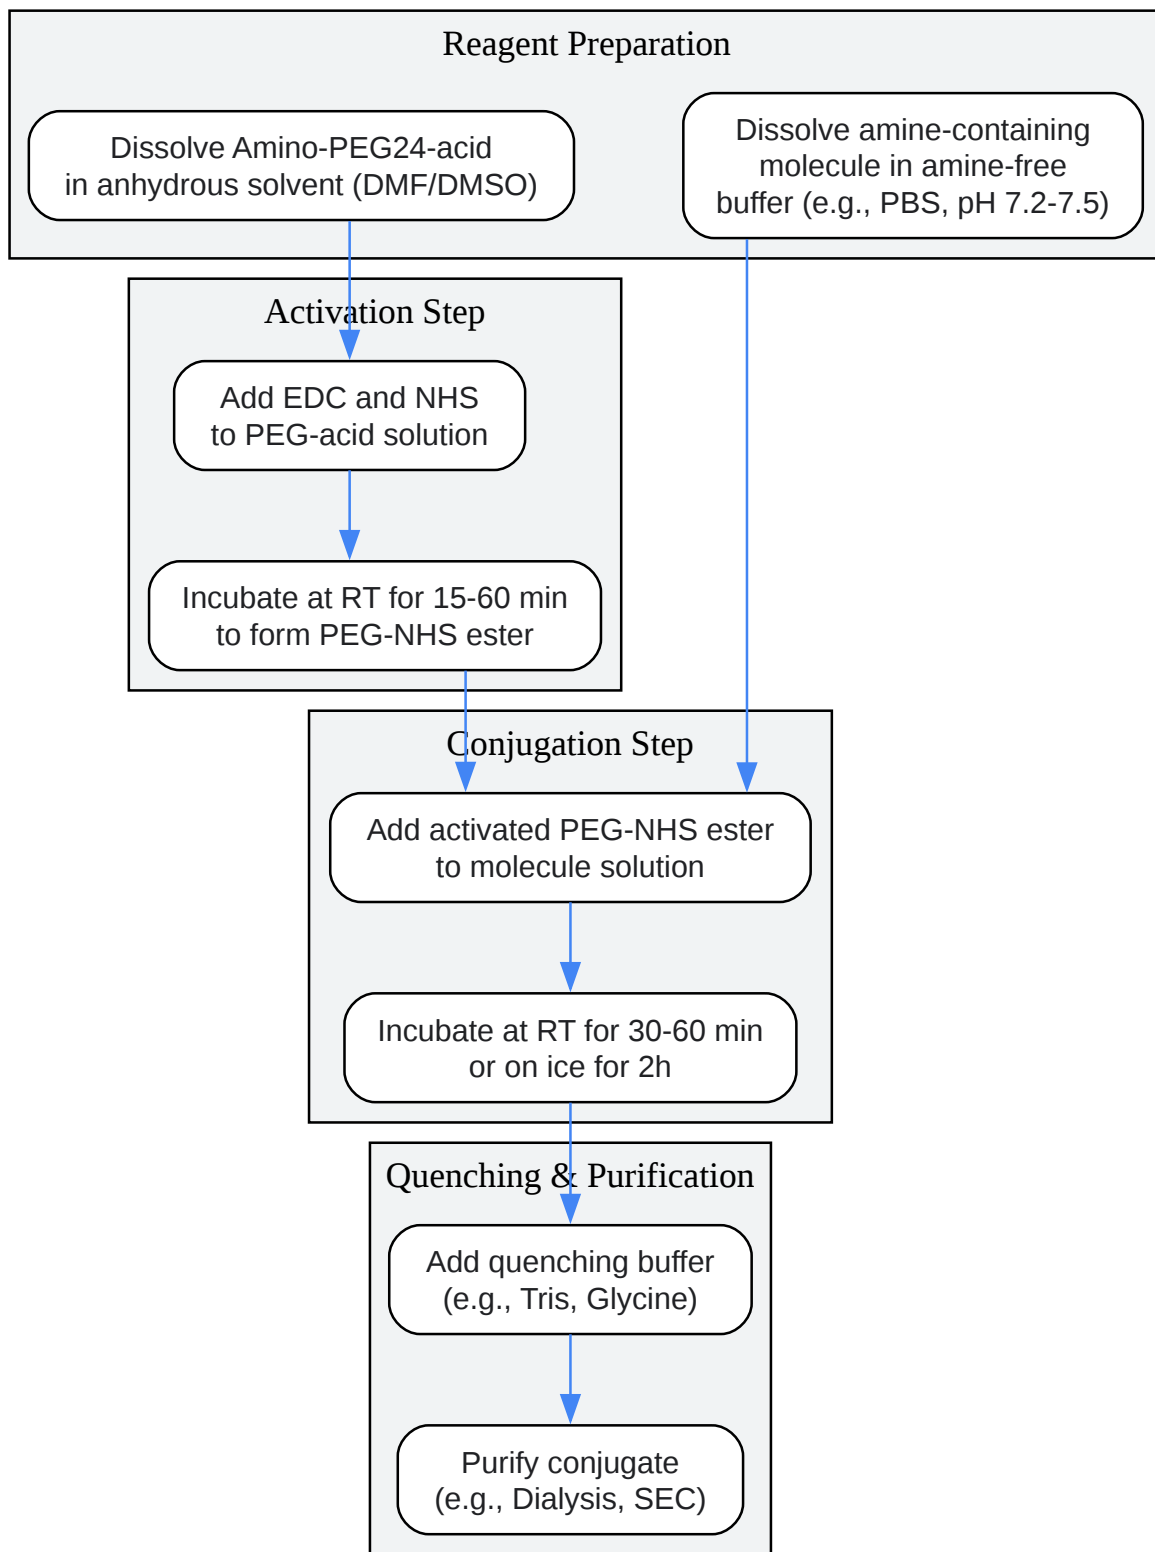 Reagent Preparation
Dissolve Amino-PEG24-acid
in anhydrous solvent (DMF/DMSO)
Dissolve amine-containing
molecule in amine-free
buffer (e.g., PBS, pH 7.2-7.5)
Activation Step
Add EDC and NHS
to PEG-acid solution
Incubate at RT for 15-60 min
to form PEG-NHS ester
Conjugation Step
Add activated PEG-NHS ester
to molecule solution
Incubate at RT for 30-60 min
or on ice for 2h
Quenching & Purification
Add quenching buffer
(e.g., Tris, Glycine)
Purify conjugate
(e.g., Dialysis, SEC)